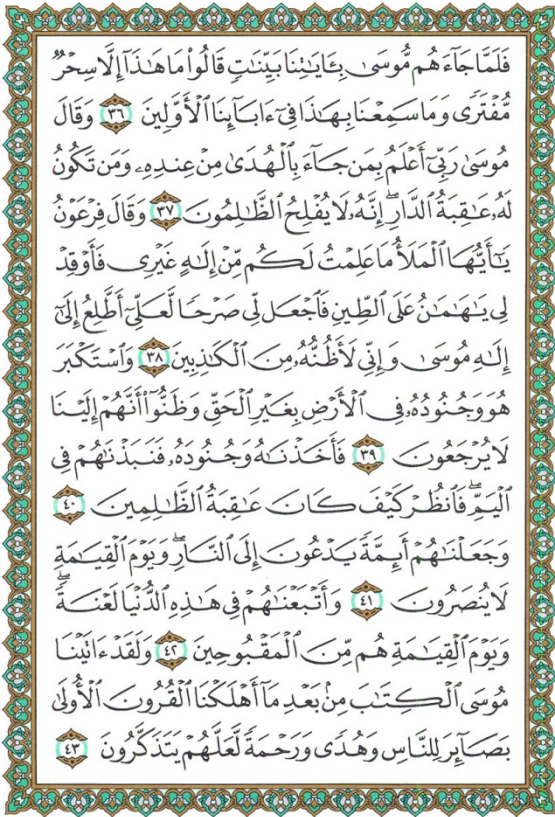 فَلَمَّا جَآءَهُم مُّوسَىٰ بِـَٔايَٰتِنَا بَيِّنَٰتٖ قَالُواْ مَا هَٰذَآ إِلَّا سِحۡرٞ
مُّفۡتَرٗى وَمَا سَمِعۡنَا بِهَٰذَا فِيٓ ءَابَآئِنَا ٱلۡأَوَّلِينَ ٣٦ وَقَالَ
مُوسَىٰ رَبِّيٓ أَعۡلَمُ بِمَن جَآءَ بِٱلۡهُدَىٰ مِنۡ عِندِهِۦ وَمَن تَكُونُ
لَهُۥ عَٰقِبَةُ ٱلدَّارِۚ إِنَّهُۥ لَا يُفۡلِحُ ٱلظَّٰلِمُونَ ٣٧ وَقَالَ فِرۡعَوۡنُ
يَٰٓأَيُّهَا ٱلۡمَلَأُ مَا عَلِمۡتُ لَكُم مِّنۡ إِلَٰهٍ غَيۡرِي فَأَوۡقِدۡ
لِي يَٰهَٰمَٰنُ عَلَى ٱلطِّينِ فَٱجۡعَل لِّي صَرۡحٗا لَّعَلِّيٓ أَطَّلِعُ إِلَىٰٓ
إِلَٰهِ مُوسَىٰ وَإِنِّي لَأَظُنُّهُۥ مِنَ ٱلۡكَٰذِبِينَ ٣٨ وَٱسۡتَكۡبَرَ
هُوَ وَجُنُودُهُۥ فِي ٱلۡأَرۡضِ بِغَيۡرِ ٱلۡحَقِّ وَظَنُّوٓاْ أَنَّهُمۡ إِلَيۡنَا
لَا يُرۡجَعُونَ ٣٩ فَأَخَذۡنَٰهُ وَجُنُودَهُۥ فَنَبَذۡنَٰهُمۡ فِي
ٱلۡيَمِّۖ فَٱنظُرۡ كَيۡفَ كَانَ عَٰقِبَةُ ٱلظَّٰلِمِينَ ٤٠
وَجَعَلۡنَٰهُمۡ أَئِمَّةٗ يَدۡعُونَ إِلَى ٱلنَّارِۖ وَيَوۡمَ ٱلۡقِيَٰمَةِ
لَا يُنصَرُونَ ٤١ وَأَتۡبَعۡنَٰهُمۡ فِي هَٰذِهِ ٱلدُّنۡيَا لَعۡنَةٗۖ
وَيَوۡمَ ٱلۡقِيَٰمَةِ هُم مِّنَ ٱلۡمَقۡبُوحِينَ ٤٢ وَلَقَدۡ ءَاتَيۡنَا
مُوسَى ٱلۡكِتَٰبَ مِنۢ بَعۡدِ مَآ أَهۡلَكۡنَا ٱلۡقُرُونَ ٱلۡأُولَىٰ
بَصَآئِرَ لِلنَّاسِ وَهُدٗى وَرَحۡمَةٗ لَّعَلَّهُمۡ يَتَذَكَّرُونَ ٤٣